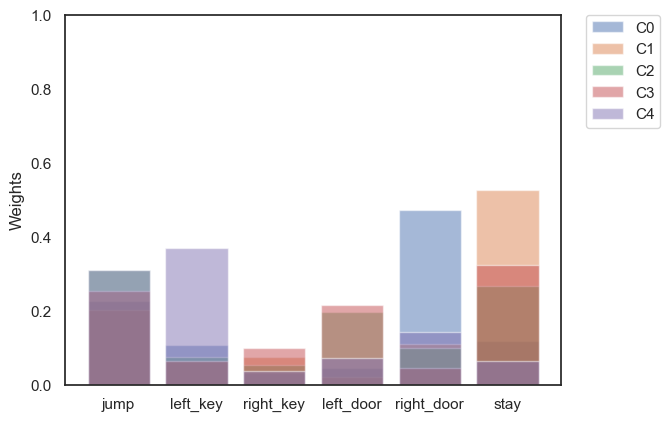 1.0
0.8
0.6
0.4
0.2
0.0
Weights
jump left_key right_key left_door right_door stay
C0
C1
C2
C3
C4